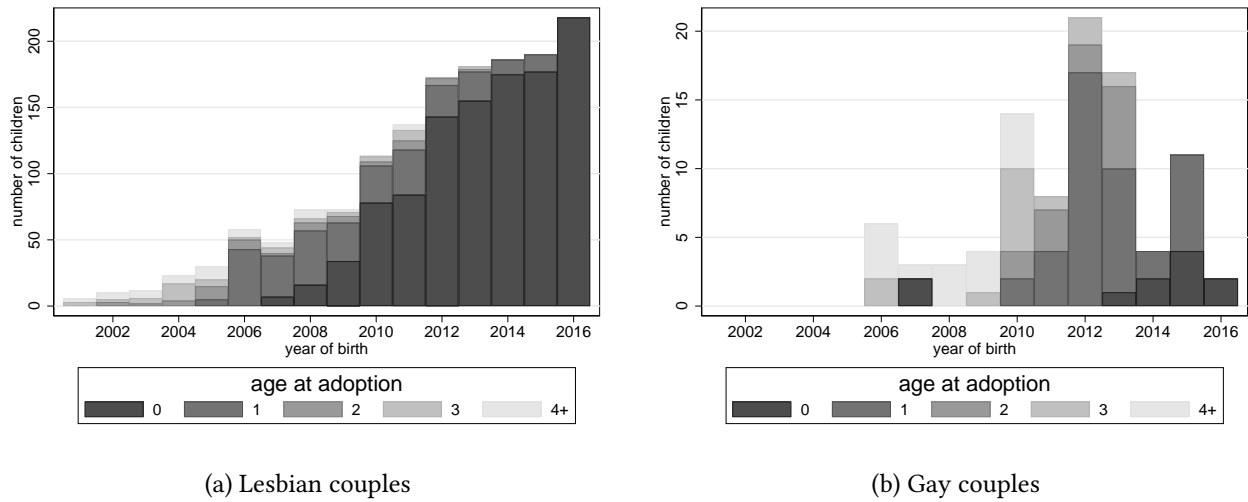 number of children
0 50 100 150 200
2002 2004 2006 2008 2010 2012 2014 2016
year of birth
age at adoption
0 1 2 3 4+
(a) Lesbian couples
number of children
0 5 10 15 20
2002 2004 2006 2008 2010 2012 2014 2016
year of birth
age at adoption
0 1 2 3 4+
(b) Gay couples